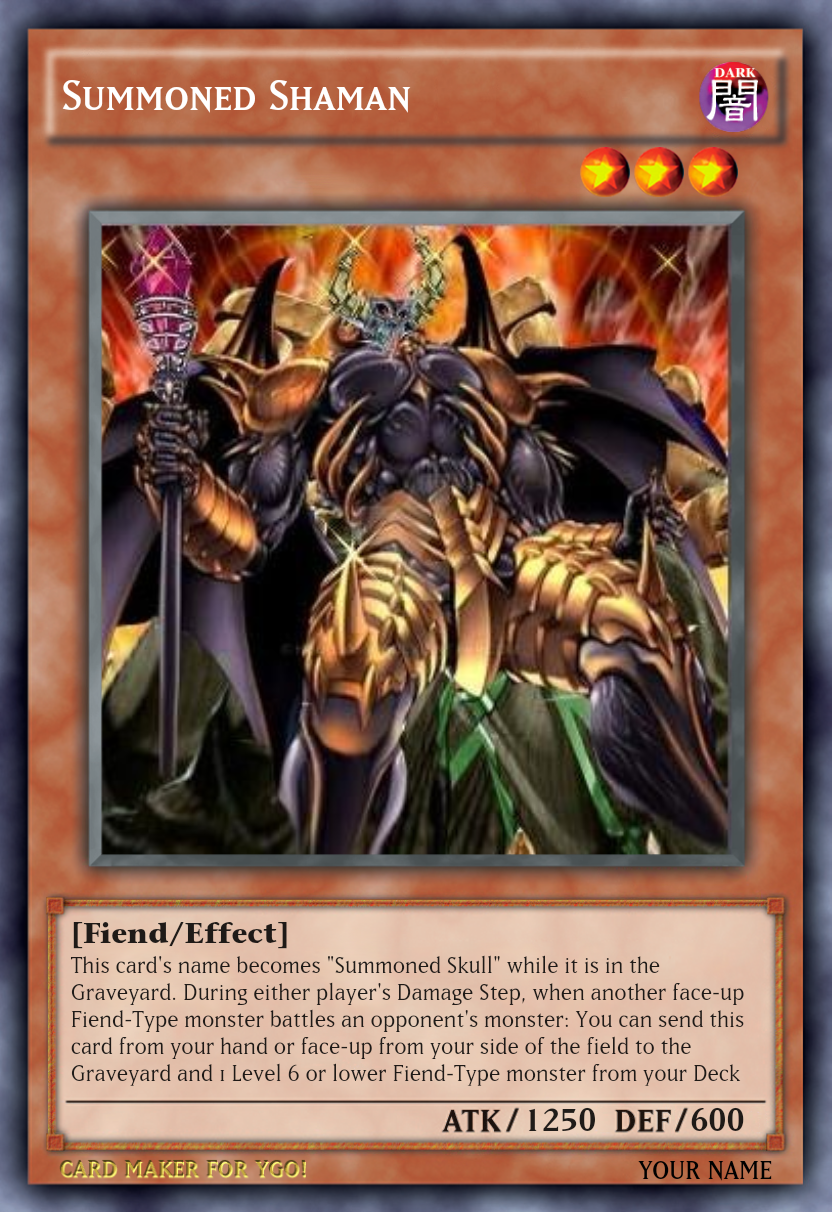 Summoned Shaman
DARK
闇
[Fiend/Effect]
This card's name becomes "Summoned Skull" while it is in the
Graveyard. During either player's Damage Step, when another face-up
Fiend-Type monster battles an opponent's monster: You can send this
card from your hand or face-up from your side of the field to the
Graveyard and 1 Level 6 or lower Fiend-Type monster from your Deck
ATK/1250 DEF/600
CARD MAKER FOR YGO! YOUR NAME